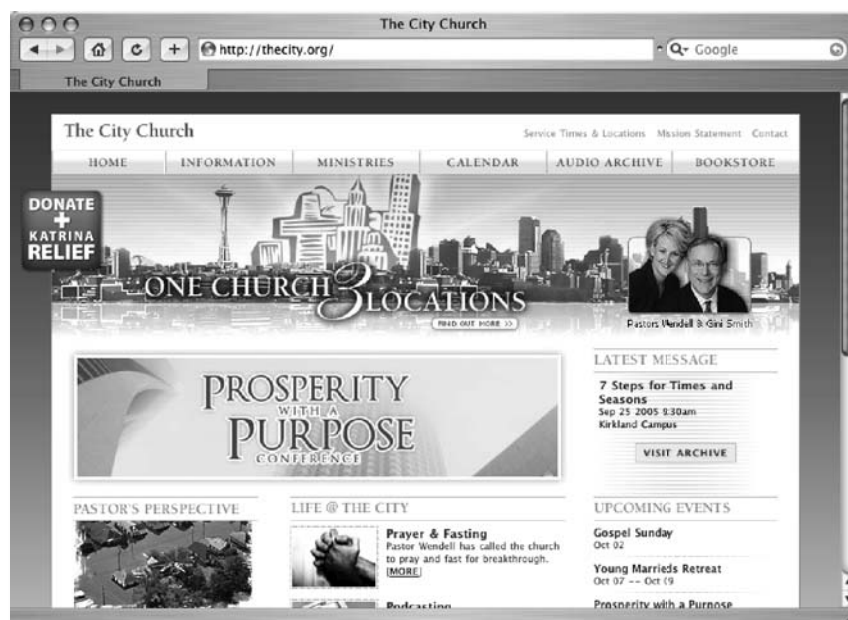 The City Church
http://thecity.org/
Google
The City Church
The City Church
Service Times & Locations Mission Statement Contact
HOME INFORMATION MINISTRIES CALENDAR AUDIO ARCHIVE BOOKSTORE
DONATE
+
KATRINA
RELIEF
ONE CHURCH 3 LOCATIONS
FIND OUT MORE >>
Pastors Wendell & Gini Smith
PROSPERITY
WITH A
PURPOSE
CONFERENCE
LATEST MESSAGE
7 Steps for Times and
Seasons
Sep 25 2005 9:30am
Kirkland Campus
VISIT ARCHIVE
PASTOR'S PERSPECTIVE
LIFE @ THE CITY
Prayer & Fasting
Pastor Wendell has called the church
to pray and fast for breakthrough.
[MORE]
Podcasting
UPCOMING EVENTS
Gospel Sunday
Oct 02
Young Marrieds Retreat
Oct 07 -- Oct 09
Prosperity with a Purpose